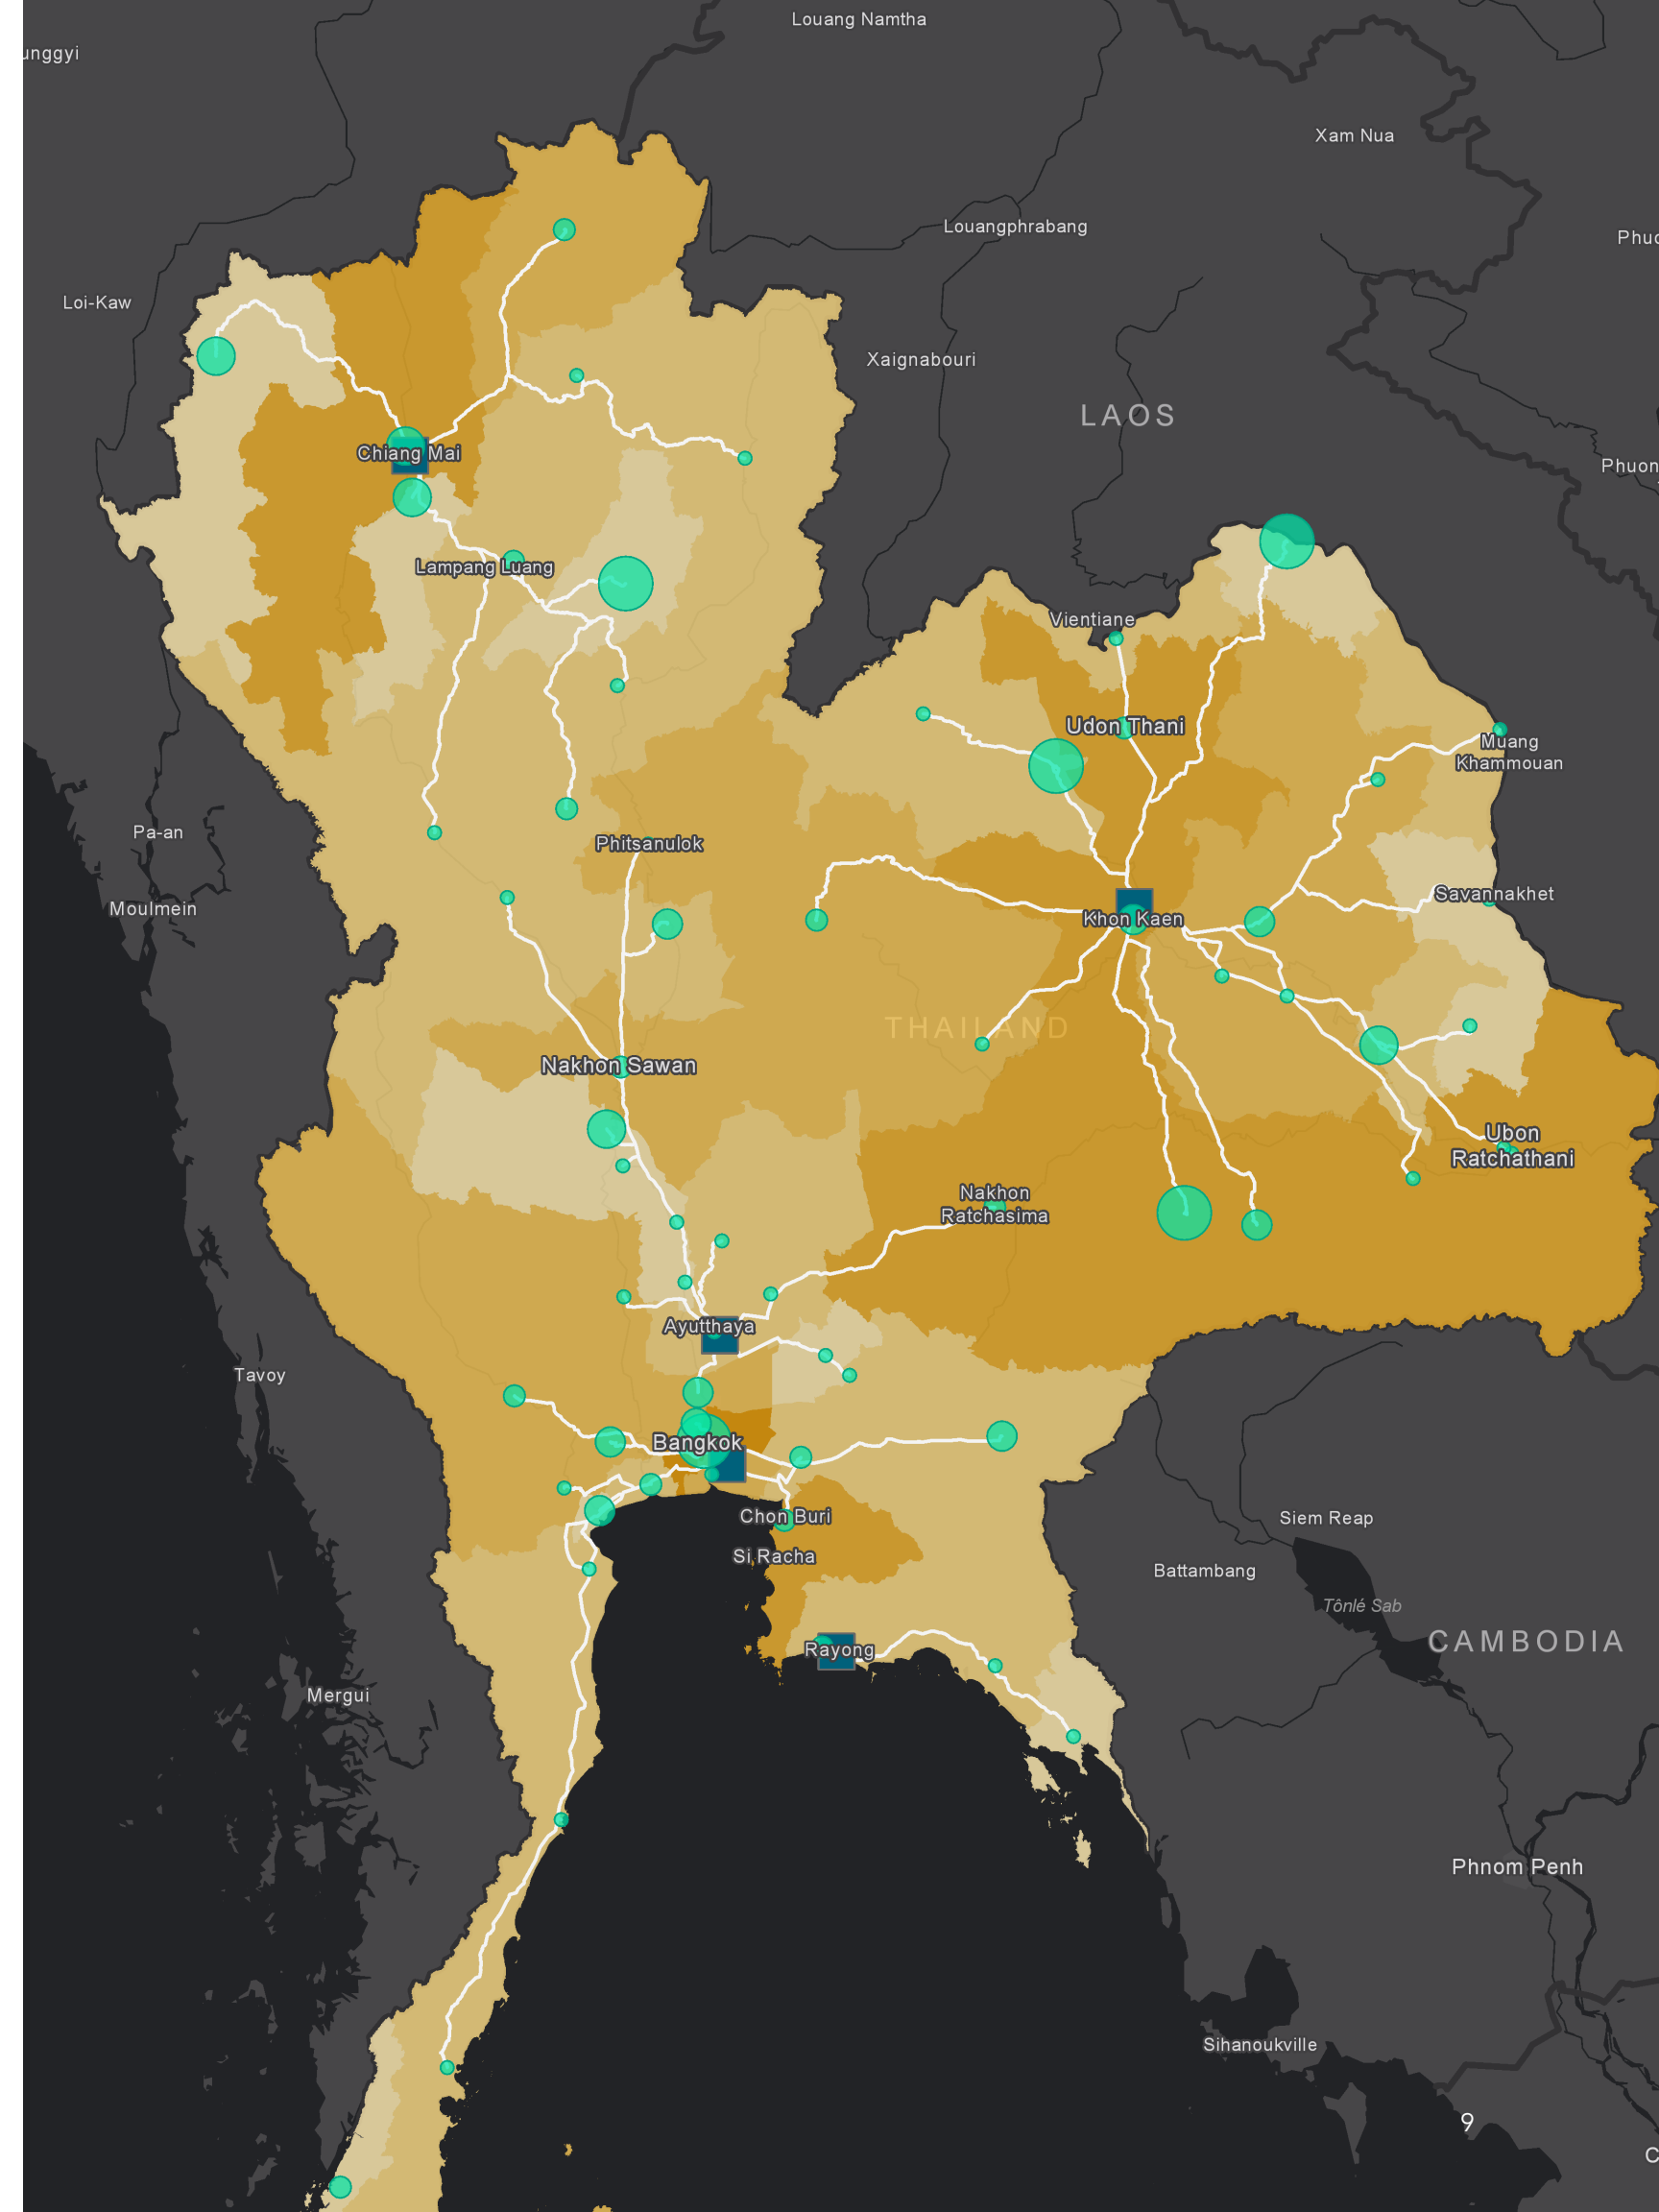 Louang Namtha
unggyi
Xam Nua
Louangphrabang
Phuo
Loi-Kaw
Xaignabouri
LAOS
Chiang Mai
Phuon
Lampang Luang
Vientiane
Udon Thani
Muang
Khammouan
Pa-an
Phitsanulok
Savannakhet
Moulmein
Khon Kaen
THAILAND
Nakhon Sawan
Ubon
Ratchathani
Nakhon
Ratchasima
Ayutthaya
Tavoy
Bangkok
Chon Buri
Siem Reap
Si Racha
Battambang
Tônlé Sab
CAMBODIA
Rayong
Mergui
Phnom Penh
Sihanoukville
9
C